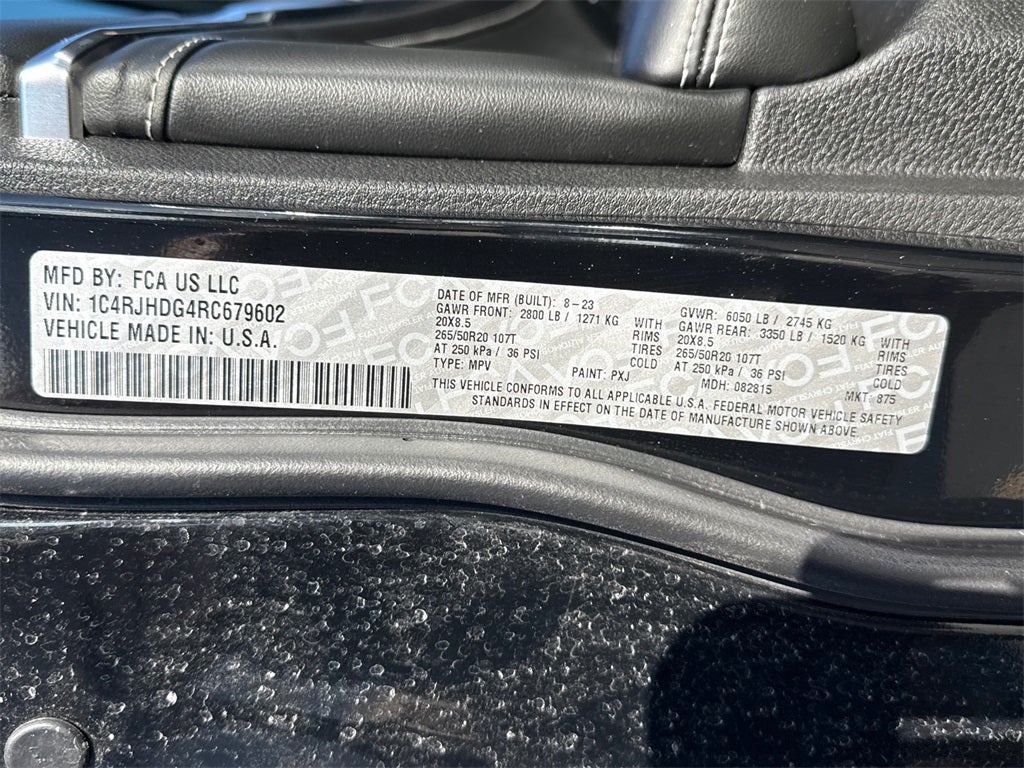 MFD BY: FCA US LLC
VIN: 1C4RJHDG4RC679602
VEHICLE MADE IN: U.S.A.
DATE OF MFR (BUILT): 8-23
GAWR FRONT: 2800 LB / 1271 KG WITH
20X8.5 RIMS
265/50R20 107T TIRES
AT 250 kPa / 36 PSI COLD
TYPE: MPV PAINT: PXJ
GVWR: 6050 LB / 2745 KG
GAWR REAR: 3350 LB / 1520 KG WITH
20X8.5 RIMS
265/50R20 107T TIRES
AT 250 kPa / 36 PSI COLD
MDH: 082815 MKT: 875
THIS VEHICLE CONFORMS TO ALL APPLICABLE U.S.A. FEDERAL MOTOR VEHICLE SAFETY
STANDARDS IN EFFECT ON THE DATE OF MANUFACTURE SHOWN ABOVE.